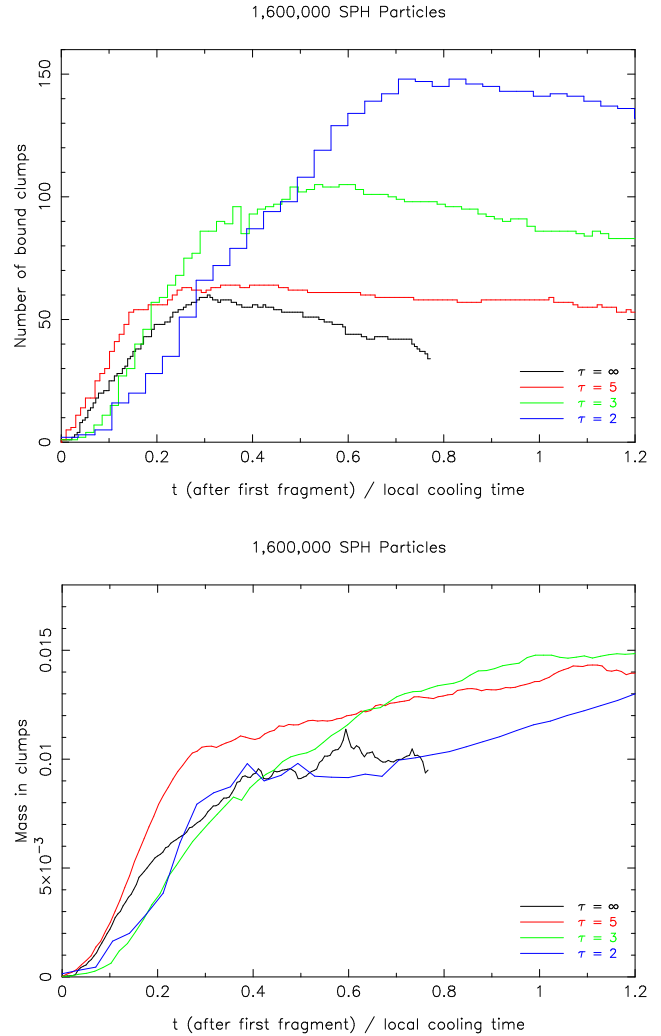 1,600,000 SPH Particles
150
100
50
0
Number of bound clumps
τ = ∞
τ = 5
τ = 3
τ = 2
0 0.2 0.4 0.6 0.8 1 1.2
t (after first fragment) / local cooling time
1,600,000 SPH Particles
0.015
0.01
5×10⁻³
0
Mass in clumps
τ = ∞
τ = 5
τ = 3
τ = 2
0 0.2 0.4 0.6 0.8 1 1.2
t (after first fragment) / local cooling time